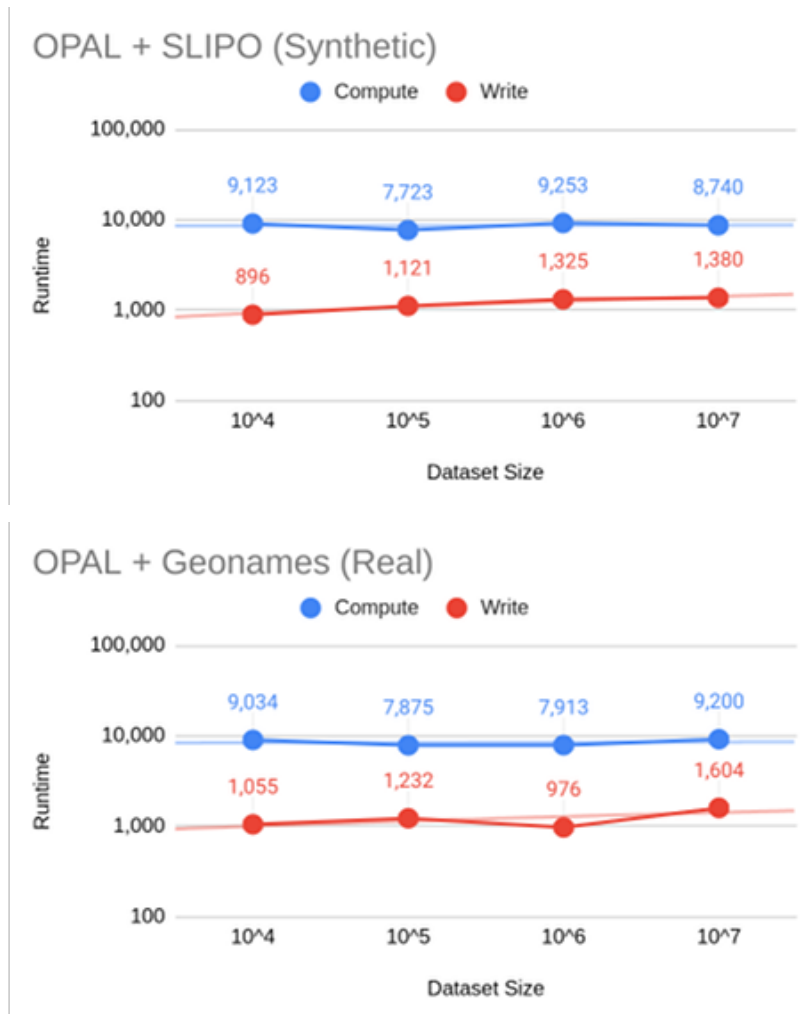 OPAL + SLIPO (Synthetic)
Compute Write
100,000
9,123 7,723 9,253 8,740
10,000
896 1,121 1,325 1,380
1,000
100
Runtime
10^4 10^5 10^6 10^7
Dataset Size
OPAL + Geonames (Real)
Compute Write
100,000
9,034 7,875 7,913 9,200
10,000
1,055 1,232 976 1,604
1,000
100
Runtime
10^4 10^5 10^6 10^7
Dataset Size